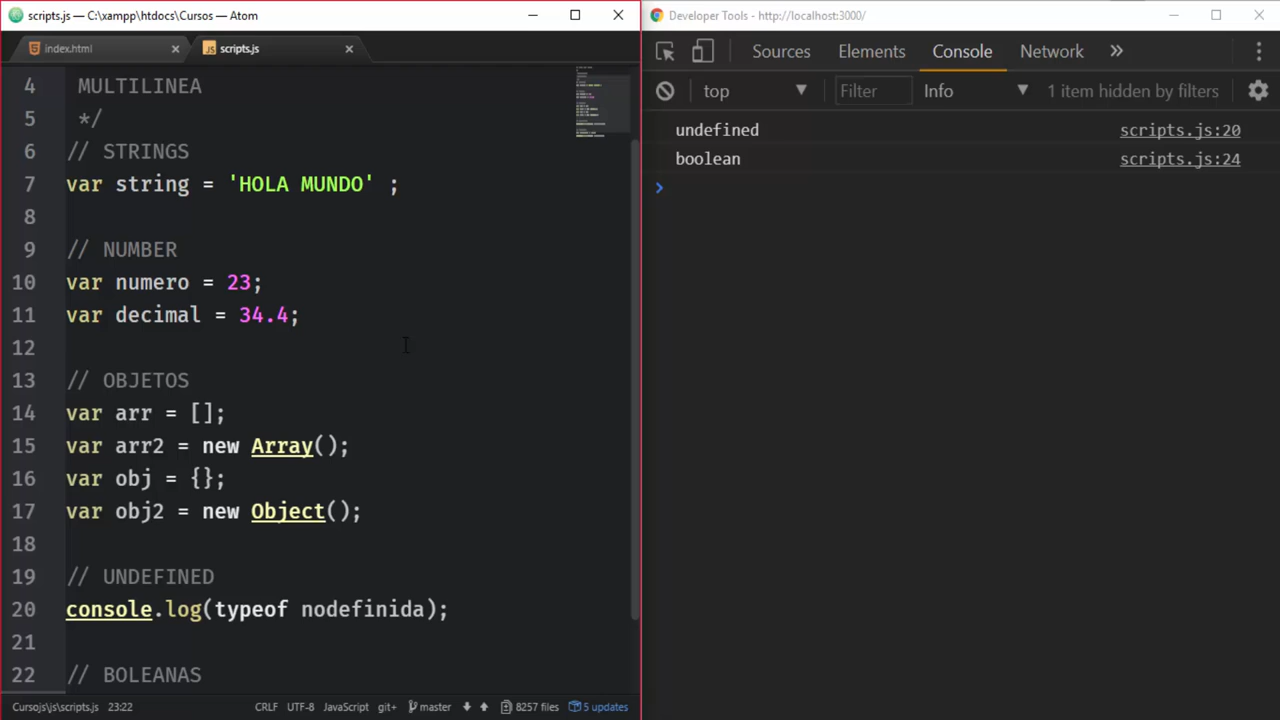 scripts.js — C:\xampp\htdocs\Cursos — Atom
index.html
scripts.js
4 MULTILINEA
5 */
6 // STRINGS
7 var string = 'HOLA MUNDO' ;
8
9 // NUMBER
10 var numero = 23;
11 var decimal = 34.4;
12
13 // OBJETOS
14 var arr = [];
15 var arr2 = new Array();
16 var obj = {};
17 var obj2 = new Object();
18
19 // UNDEFINED
20 console.log(typeof nodefinida);
21
22 // BOLEANAS
Cursojs\js\scripts.js 23:22 CRLF UTF-8 JavaScript git+ master 8257 files 5 updates
Developer Tools - http://localhost:3000/
Sources Elements Console Network »
top Filter Info 1 item hidden by filters
undefined scripts.js:20
boolean scripts.js:24
>